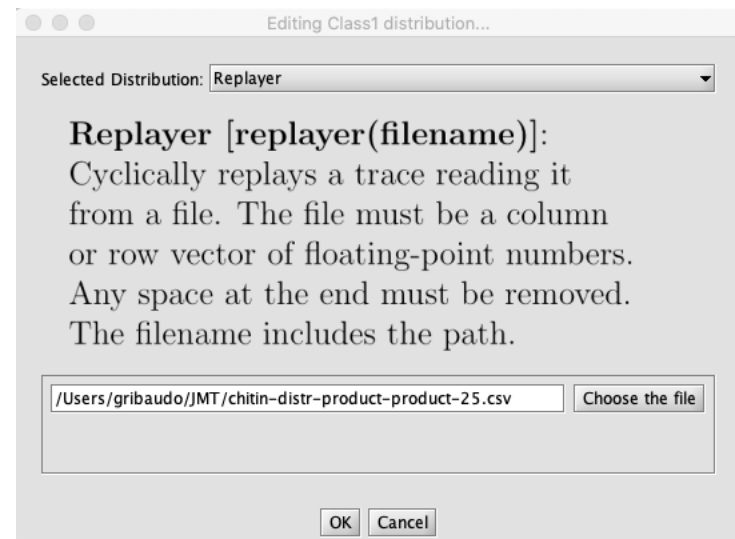 Editing Class1 distribution...
Selected Distribution: Replayer
Replayer [replayer(filename)]:
Cyclically replays a trace reading it
from a file. The file must be a column
or row vector of floating-point numbers.
Any space at the end must be removed.
The filename includes the path.
/Users/gribaudo/JMT/chitin-distr-product-product-25.csv Choose the file
OK Cancel